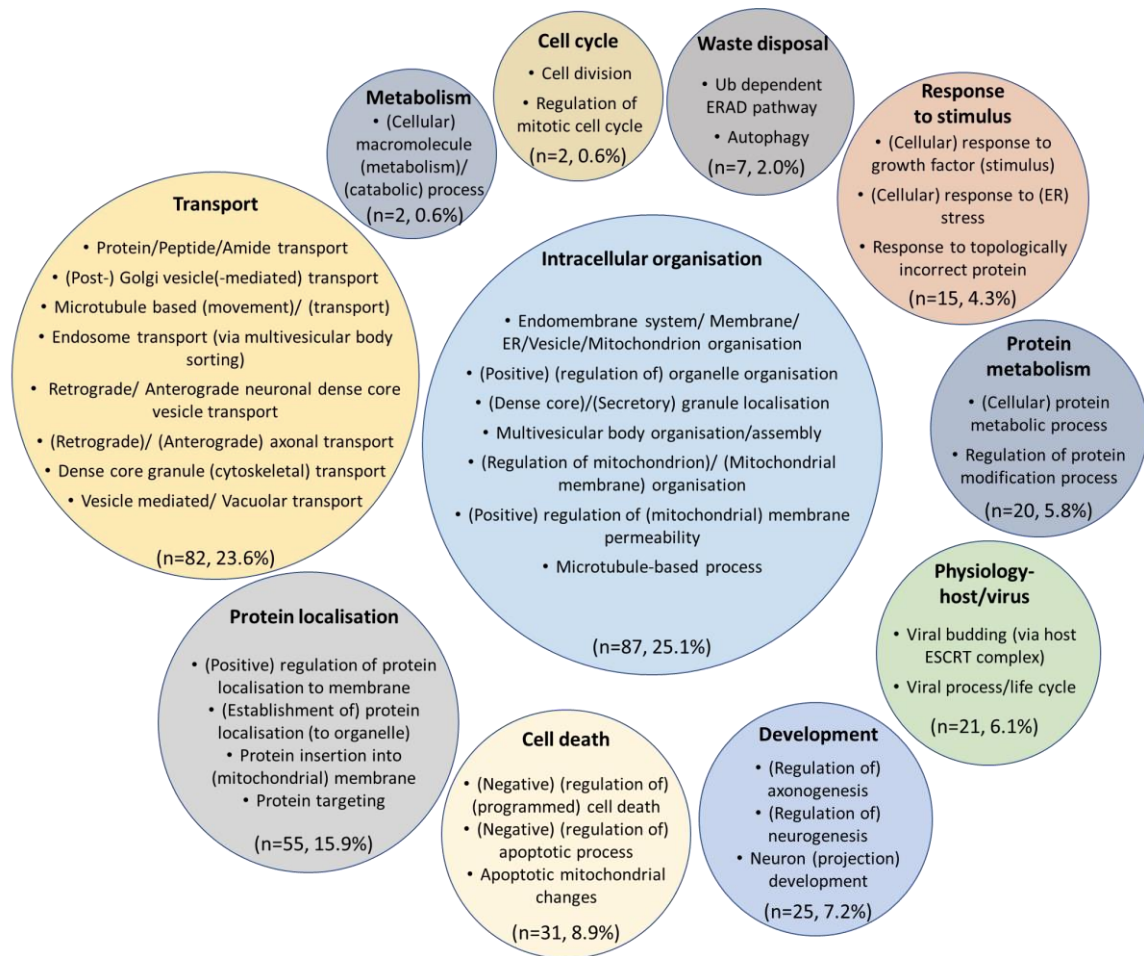 Cell cycle
• Cell division
• Regulation of
mitotic cell cycle
(n=2, 0.6%)
Waste disposal
• Ub dependent
ERAD pathway
• Autophagy
(n=7, 2.0%)
Metabolism
• (Cellular)
macromolecule
(metabolism)/
(catabolic) process
(n=2, 0.6%)
Response
to stimulus
• (Cellular) response to
growth factor (stimulus)
• (Cellular) response to (ER)
stress
• Response to topologically
incorrect protein
(n=15, 4.3%)
Transport
• Protein/Peptide/Amide transport
• (Post-) Golgi vesicle(-mediated) transport
• Microtubule based (movement)/ (transport)
• Endosome transport (via multivesicular body
sorting)
• Retrograde/ Anterograde neuronal dense core
vesicle transport
• (Retrograde)/ (Anterograde) axonal transport
• Dense core granule (cytoskeletal) transport
• Vesicle mediated/ Vacuolar transport
(n=82, 23.6%)
Intracellular organisation
• Endomembrane system/ Membrane/
ER/Vesicle/Mitochondrion organisation
• (Positive) (regulation of) organelle organisation
• (Dense core)/(Secretory) granule localisation
• Multivesicular body organisation/assembly
• (Regulation of mitochondrion)/ (Mitochondrial
membrane) organisation
• (Positive) regulation of (mitochondrial) membrane
permeability
• Microtubule-based process
(n=87, 25.1%)
Protein
metabolism
• (Cellular) protein
metabolic process
• Regulation of protein
modification process
(n=20, 5.8%)
Physiology-
host/virus
• Viral budding (via host
ESCRT complex)
• Viral process/life cycle
(n=21, 6.1%)
Protein localisation
• (Positive) regulation of protein
localisation to membrane
• (Establishment of) protein
localisation (to organelle)
• Protein insertion into
(mitochondrial) membrane
• Protein targeting
(n=55, 15.9%)
Cell death
• (Negative) (regulation of)
(programmed) cell death
• (Negative) (regulation of)
apoptotic process
• Apoptotic mitochondrial
changes
(n=31, 8.9%)
Development
• (Regulation of)
axonogenesis
• (Regulation of)
neurogenesis
• Neuron (projection)
development
(n=25, 7.2%)